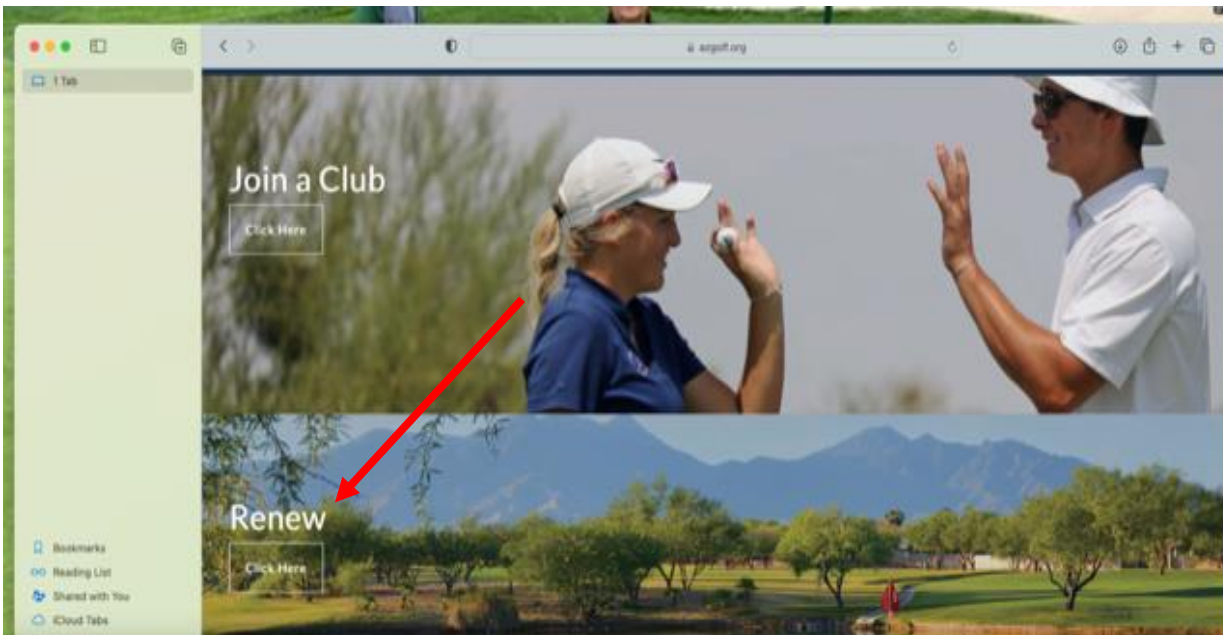 azgolf.org
1 Tab
Join a Club
Click Here
Renew
Click Here
Bookmarks
Reading List
Shared with You
iCloud Tabs